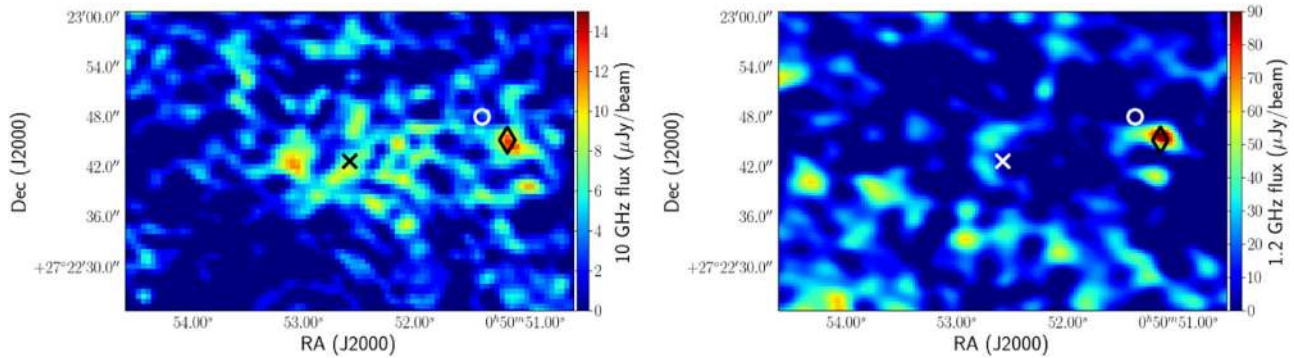 23′00.0″
54.0″
48.0″
42.0″
36.0″
+27°22′30.0″
Dec (J2000)
54.00ˢ
53.00ˢ
52.00ˢ
0ʰ50ᵐ51.00ˢ
RA (J2000)
14
12
10
8
6
4
2
0
10 GHz flux (μJy/beam)
23′00.0″
54.0″
48.0″
42.0″
36.0″
+27°22′30.0″
Dec (J2000)
54.00ˢ
53.00ˢ
52.00ˢ
0ʰ50ᵐ51.00ˢ
RA (J2000)
90
80
70
60
50
40
30
20
10
0
1.2 GHz flux (μJy/beam)